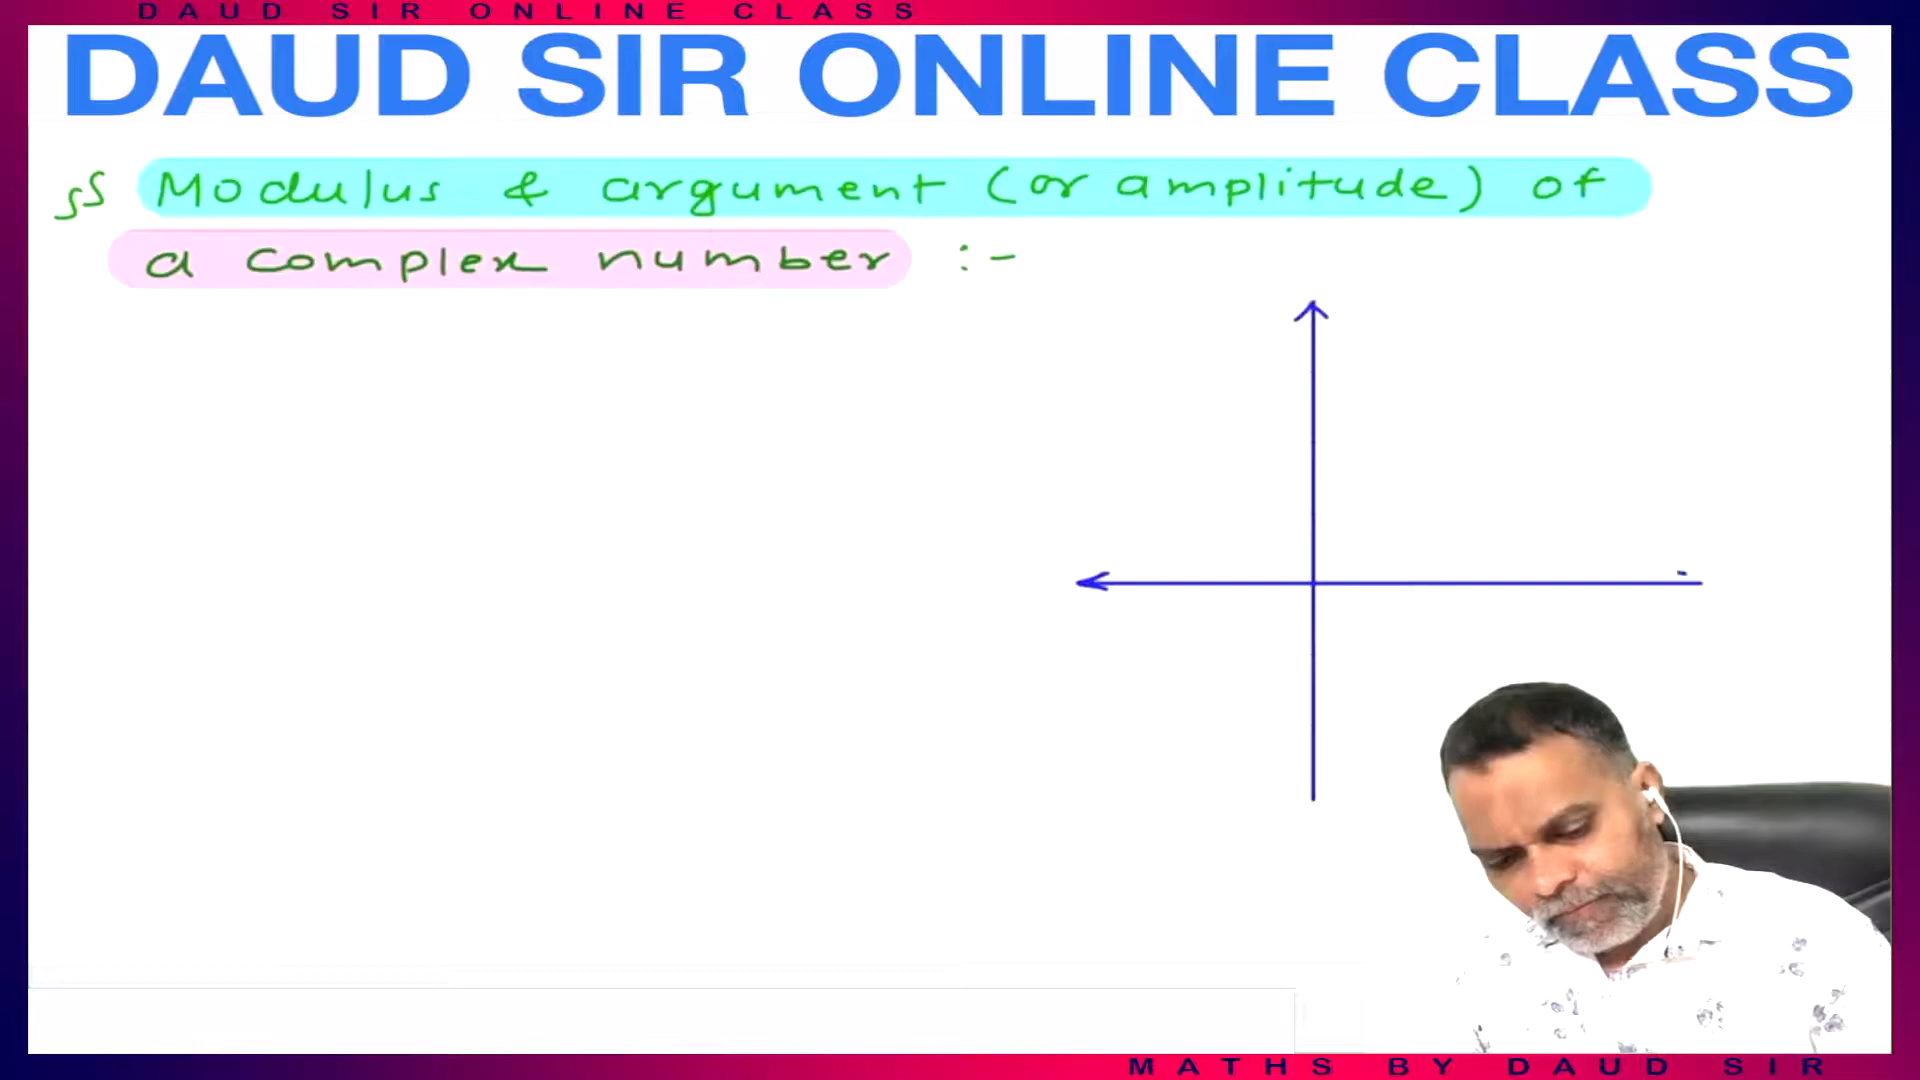 DAUD SIR ONLINE CLASS
DAUD SIR ONLINE CLASS
Modulus & argument (or amplitude) of
a complex number :-
MATHS BY DAUD SIR